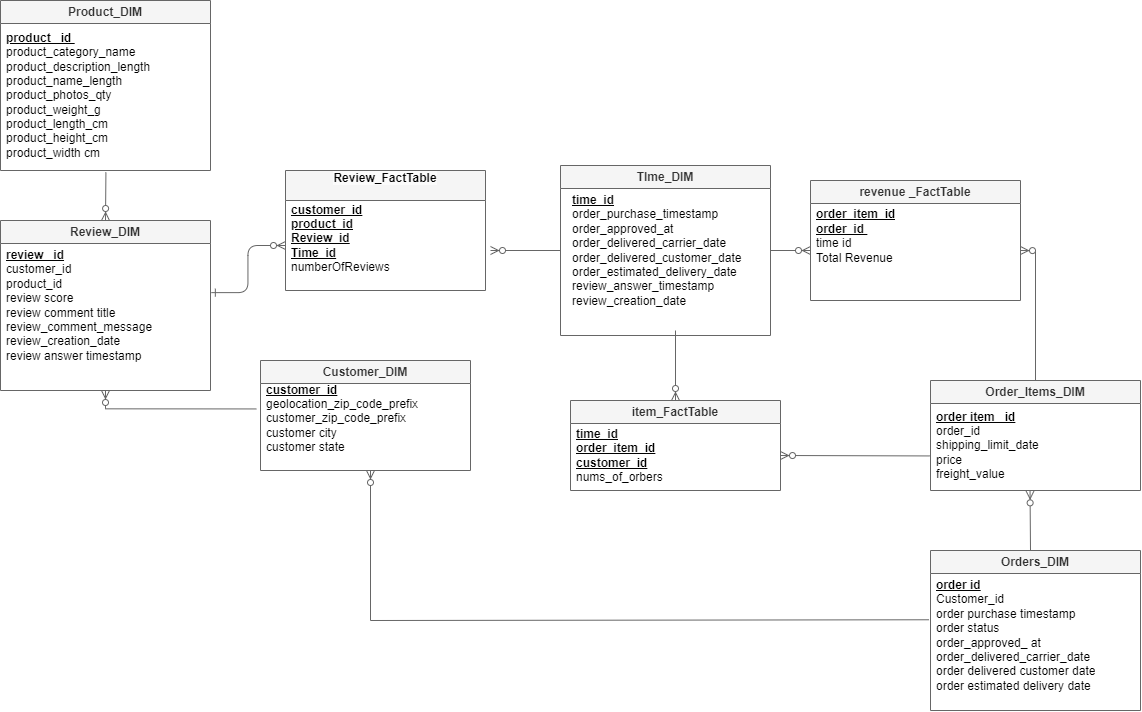 Product_DIM
product _id
product_category_name
product_description_length
product_name_length
product_photos_qty
product_weight_g
product_length_cm
product_height_cm
product_width cm
Review_FactTable
customer_id
product_id
Review_id
Time_id
numberOfReviews
TIme_DIM
time_id
order_purchase_timestamp
order_approved_at
order_delivered_carrier_date
order_delivered_customer_date
order_estimated_delivery_date
review_answer_timestamp
review_creation_date
revenue _FactTable
order_item_id
order_id
time id
Total Revenue
Review_DIM
review_id
customer_id
product_id
review score
review comment title
review_comment_message
review_creation_date
review answer timestamp
Customer_DIM
customer_id
geolocation_zip_code_prefix
customer_zip_code_prefix
customer city
customer state
item_FactTable
time_id
order_item_id
customer_id
nums_of_orbers
Order_Items_DIM
order item _id
order_id
shipping_limit_date
price
freight_value
Orders_DIM
order id
Customer_id
order purchase timestamp
order status
order_approved_ at
order_delivered_carrier_date
order delivered customer date
order estimated delivery date